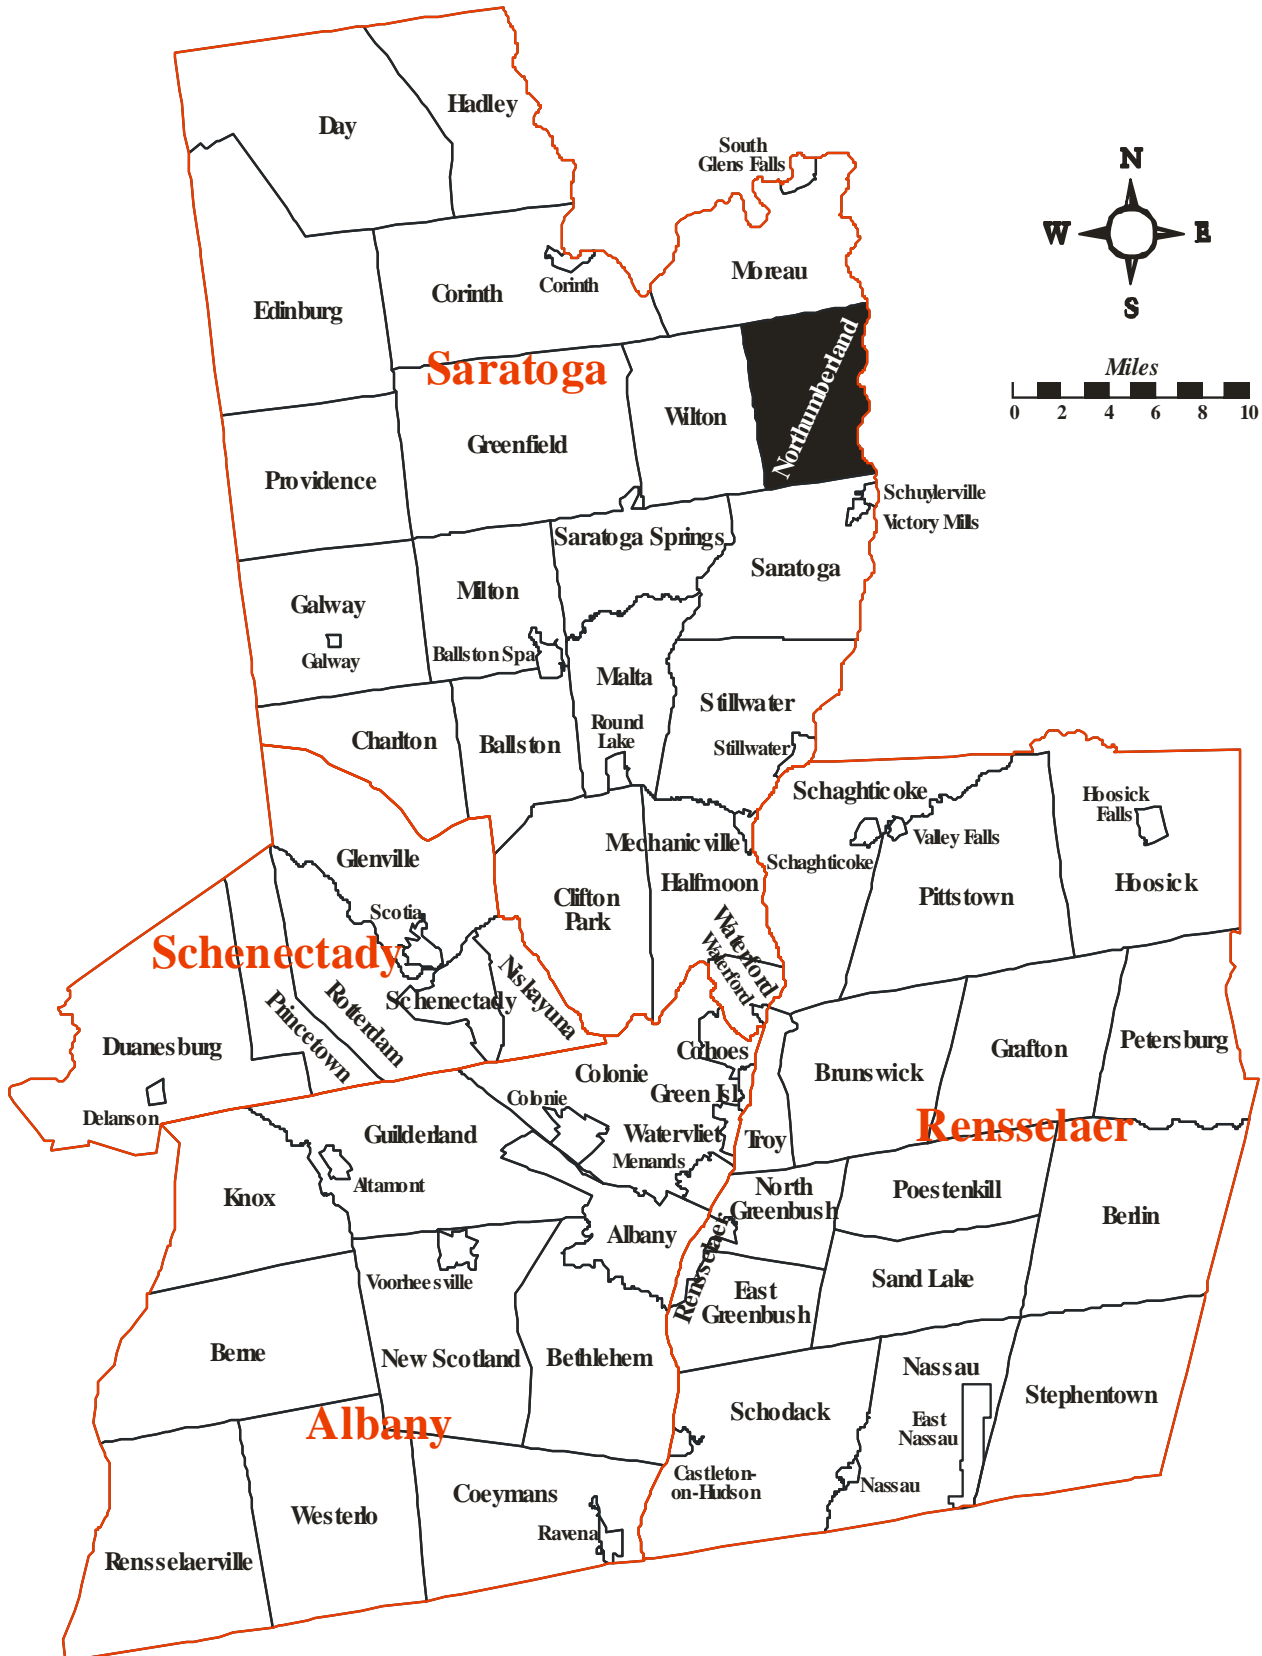 Hadley
Day
South
Glens Falls
N
W
E
S
Moreau
Corinth
Corinth
Edinburg
Northumberland
Miles
0 2 4 6 8 10
Saratoga
Wilton
Greenfield
Providence
Schuylerville
Victory Mills
Saratoga Springs
Saratoga
Milton
Galway
Galway
Ballston Spa
Malta
Stillwater
Round
Lake
Stillwater
Charlton
Ballston
Schaghticoke
Hoosick
Falls
Valley Falls
Schaghticoke
Mechanicville
Glenville
Halfmoon
Hoosick
Pittstown
Clifton
Park
Scotia
Waterford
Waterford
Schenectady
Niskayuna
Schenectady
Rotterdam
Princetown
Duanesburg
Delanson
Cohoes
Colonie
Green Isl.
Colonie
Brunswick
Grafton
Petersburg
Rensselaer
Guilderland
Watervliet
Troy
Menands
Altamont
Knox
North
Greenbush
Poestenkill
Berlin
Albany
Rensselaer
Voorheesville
Sand Lake
East
Greenbush
Berne
New Scotland
Bethlehem
Nassau
Stephentown
Schodack
East
Nassau
Albany
Castleton-
on-Hudson
Nassau
Coeymans
Westerlo
Ravena
Rensselaerville